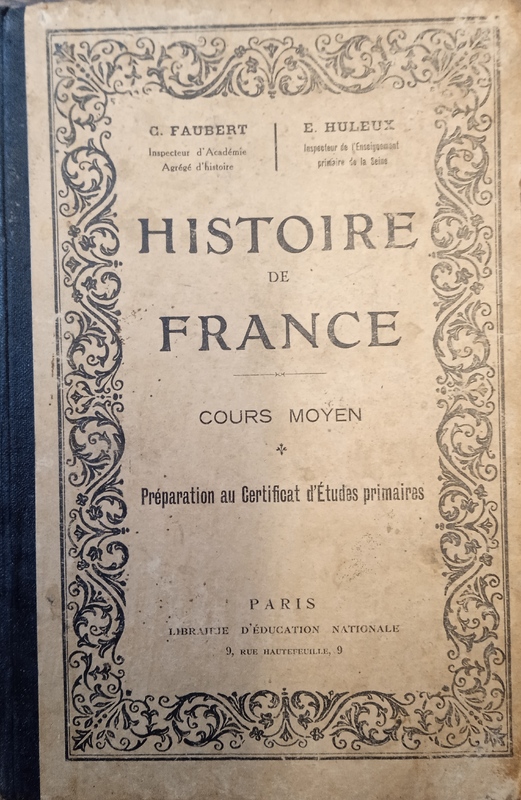 C. FAUBERT
Inspecteur d'Académie
Agrégé d'histoire
E. HULEUX
Inspecteur de l'Enseignement
primaire de la Seine
HISTOIRE
DE
FRANCE
COURS MOYEN
Préparation au Certificat d'Études primaires
PARIS
LIBRAIRIE D'ÉDUCATION NATIONALE
9, RUE HAUTEFEUILLE, 9